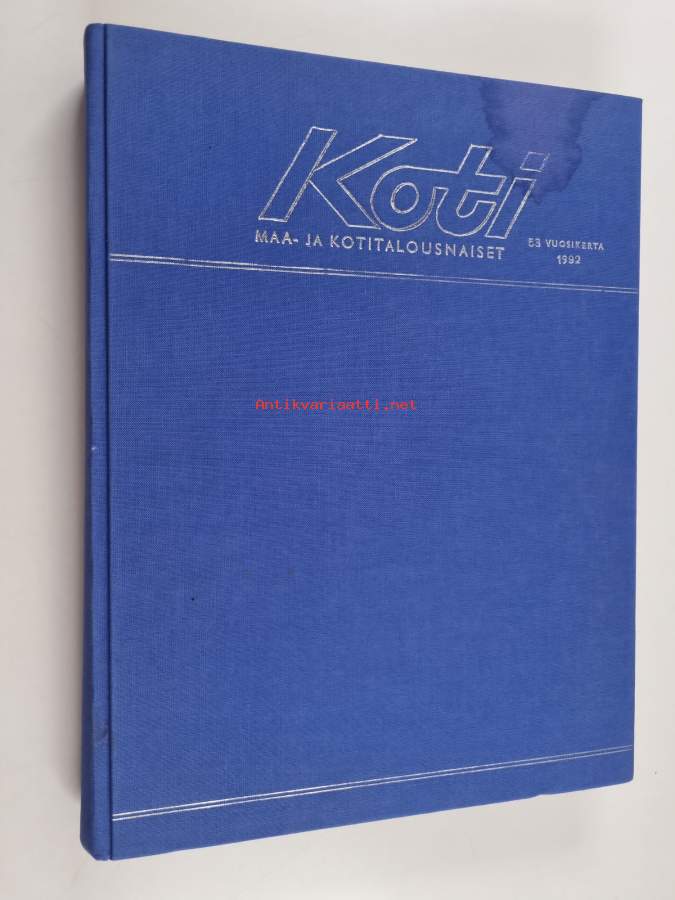 Koti
MAA- JA KOTITALOUSNAISET
53 VUOSIKERTA
1992
Antikvariaatti.net